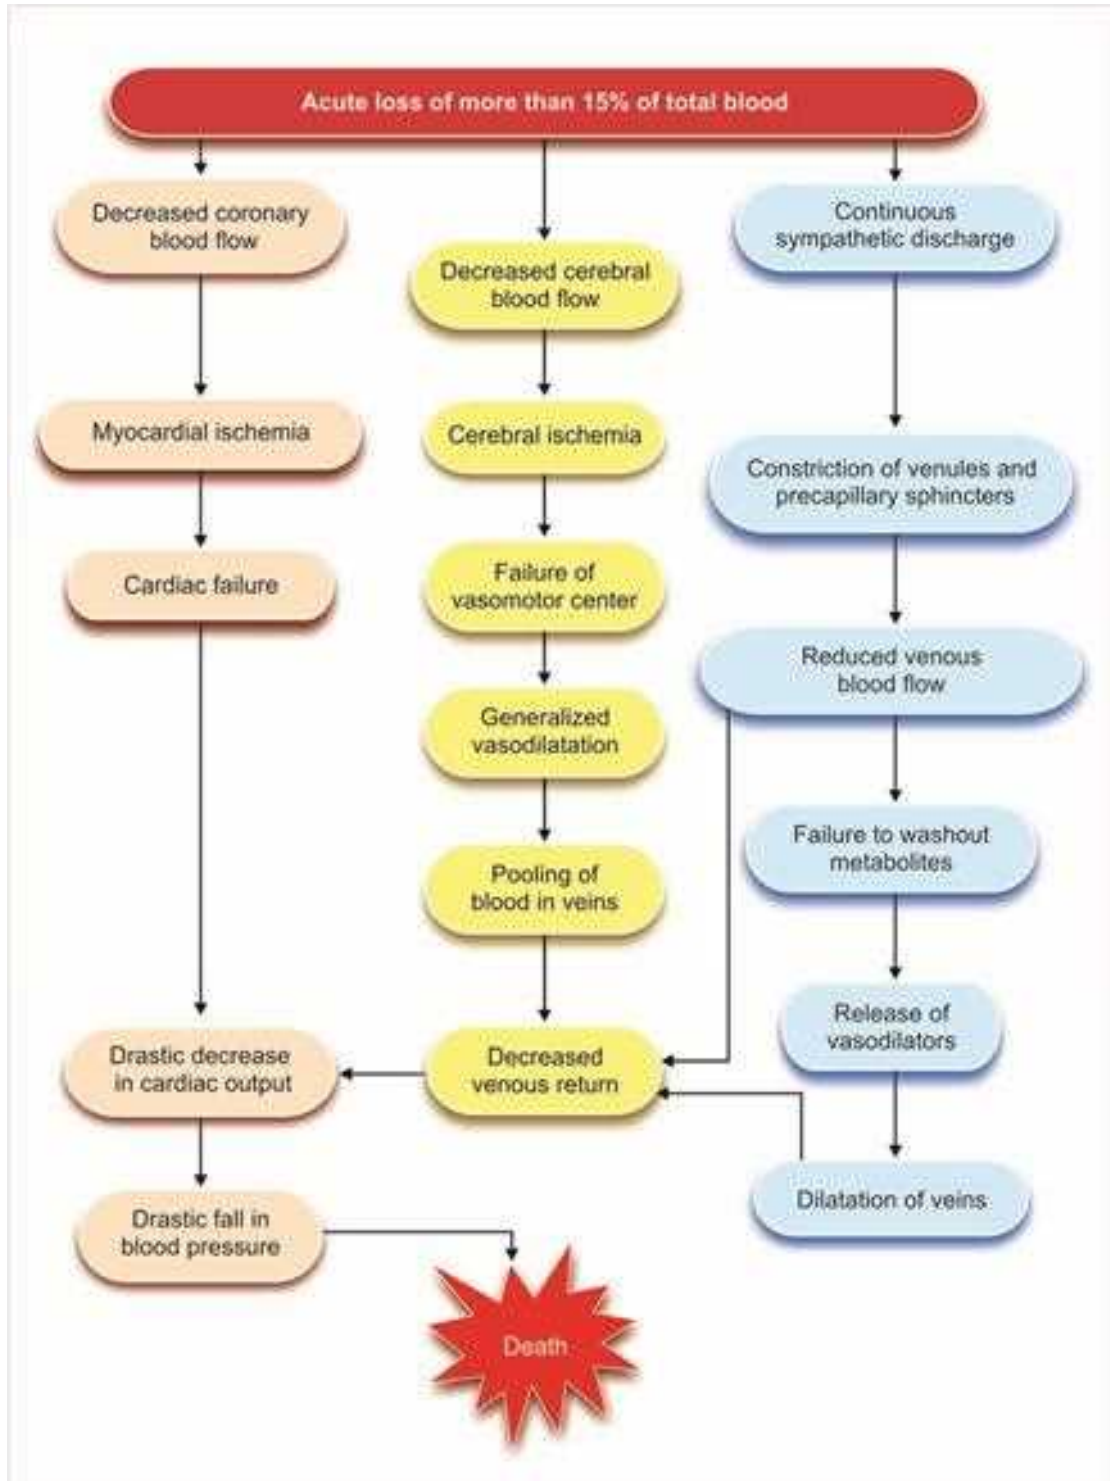 Acute loss of more than 15% of total blood
Decreased coronary
blood flow
Myocardial ischemia
Cardiac failure
Drastic decrease
in cardiac output
Drastic fall in
blood pressure
Decreased cerebral
blood flow
Cerebral ischemia
Failure of
vasomotor center
Generalized
vasodilatation
Pooling of
blood in veins
Decreased
venous return
Continuous
sympathetic discharge
Constriction of venules and
precapillary sphincters
Reduced venous
blood flow
Failure to washout
metabolites
Release of
vasodilators
Dilatation of veins
Death